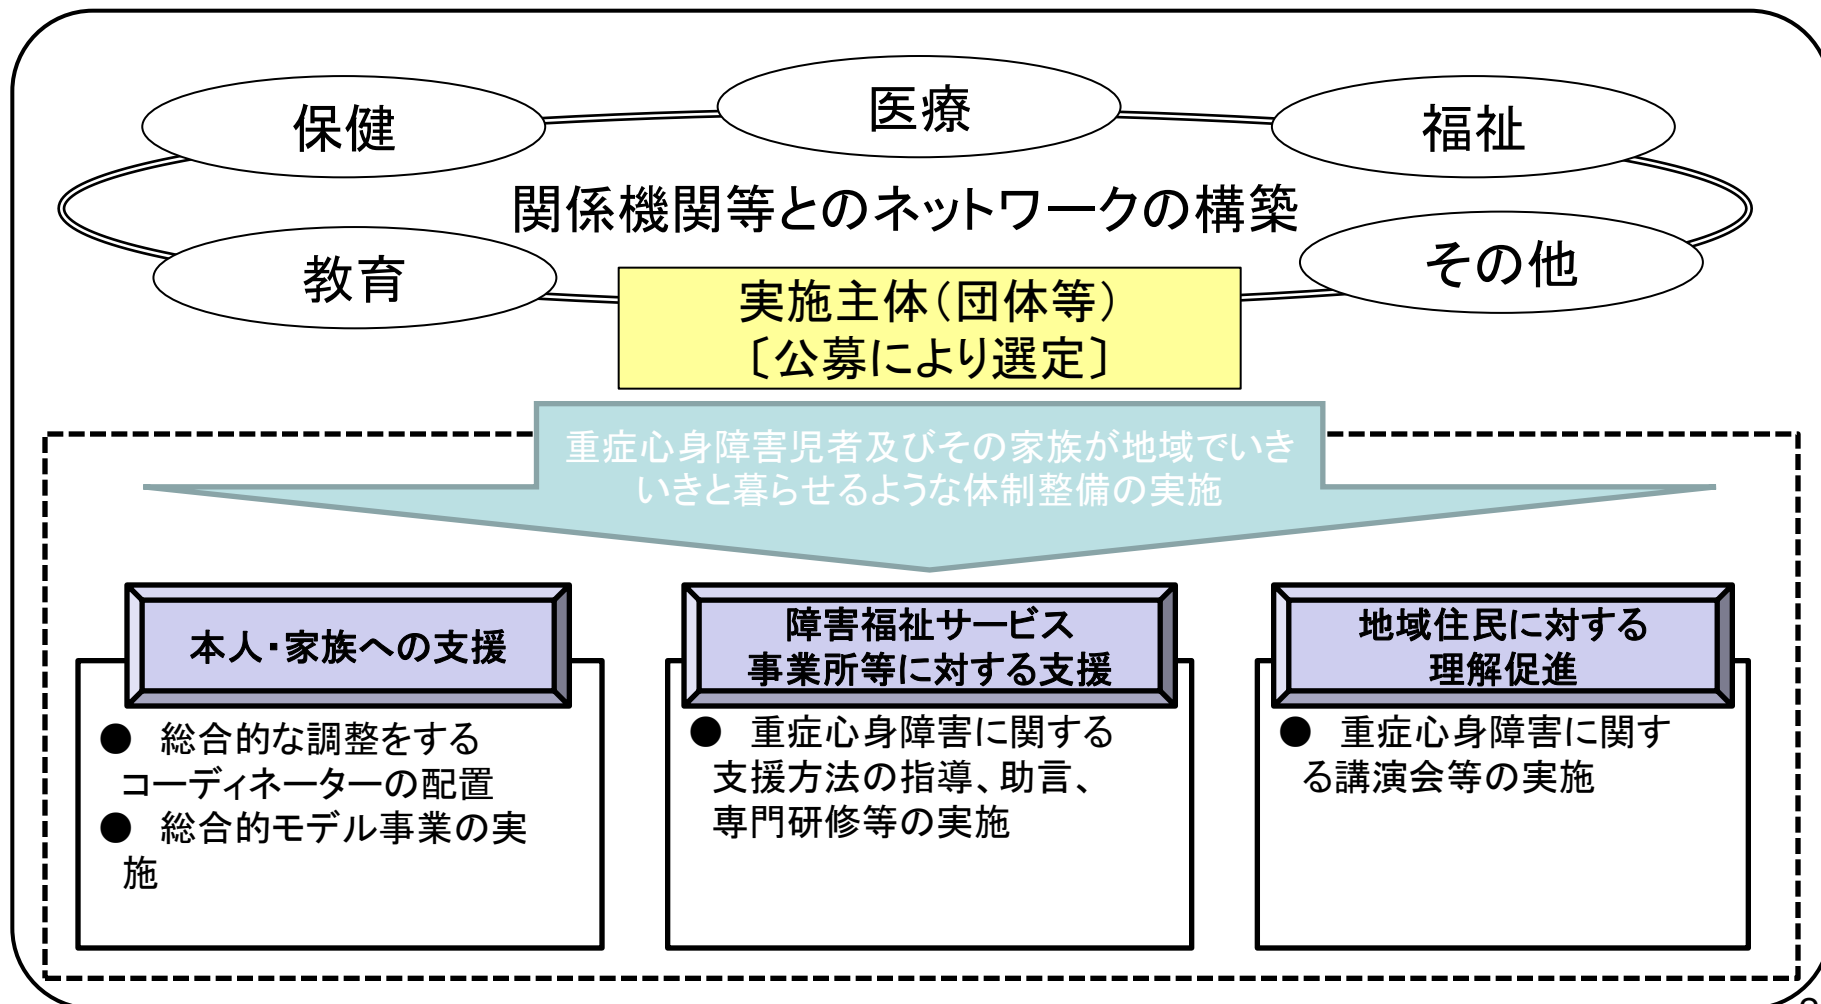 保健
医療
福祉
関係機関等とのネットワークの構築
教育
その他
実施主体（団体等）
〔公募により選定〕
重症心身障害児者及びその家族が地域でいき
いきと暮らせるような体制整備の実施
本人・家族への支援
● 総合的な調整をする
コーディネーターの配置
● 総合的モデル事業の実
施
障害福祉サービス
事業所等に対する支援
● 重症心身障害に関する
支援方法の指導、助言、
専門研修等の実施
地域住民に対する
理解促進
● 重症心身障害に関す
る講演会等の実施